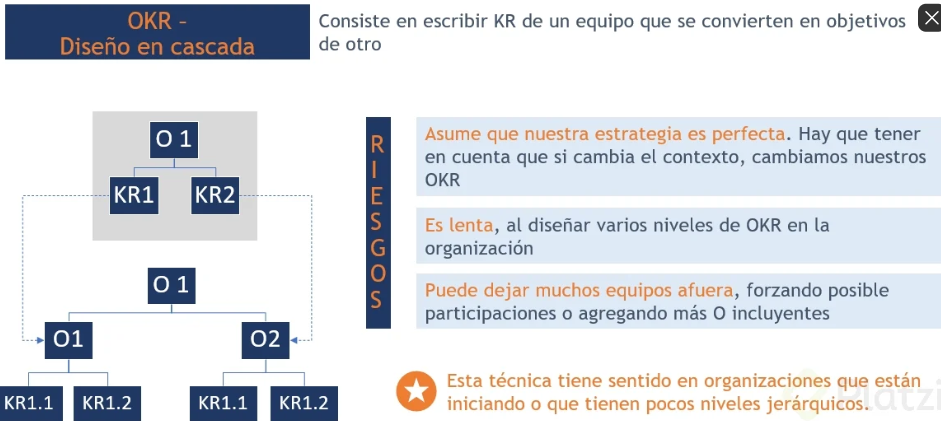 OKR –
Diseño en cascada
Consiste en escribir KR de un equipo que se convierten en objetivos
de otro
O 1
KR1
KR2
O 1
O1
O2
KR1.1
KR1.2
KR1.1
KR1.2
RIESGOS
Asume que nuestra estrategia es perfecta. Hay que tener
en cuenta que si cambia el contexto, cambiamos nuestros
OKR
Es lenta, al diseñar varios niveles de OKR en la
organización
Puede dejar muchos equipos afuera, forzando posible
participaciones o agregando más O incluyentes
Esta técnica tiene sentido en organizaciones que están
iniciando o que tienen pocos niveles jerárquicos.
Platzi